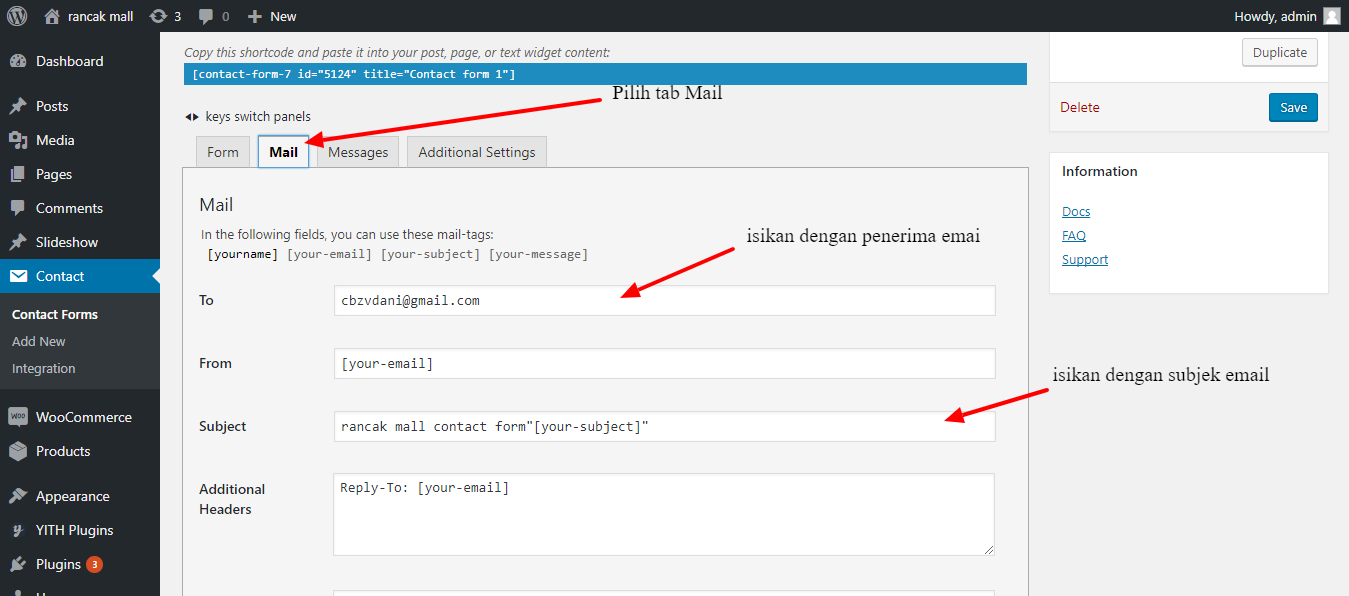 rancak mall 3 0 New Howdy, admin
Dashboard
Posts
Media
Pages
Comments
Slideshow
Contact
Contact Forms
Add New
Integration
WooCommerce
Products
Appearance
YITH Plugins
Plugins 3
Copy this shortcode and paste it into your post, page, or text widget content:
[contact-form-7 id="5124" title="Contact form 1"]
Pilih tab Mail
keys switch panels
Form Mail Messages Additional Settings
Mail
In the following fields, you can use these mail-tags:
[yourname] [your-email] [your-subject] [your-message]
isikan dengan penerima emai
To cbzvdani@gmail.com
From [your-email]
isikan dengan subjek email
Subject rancak mall contact form"[your-subject]"
Additional Headers Reply-To: [your-email]
Duplicate
Delete Save
Information
Docs
FAQ
Support